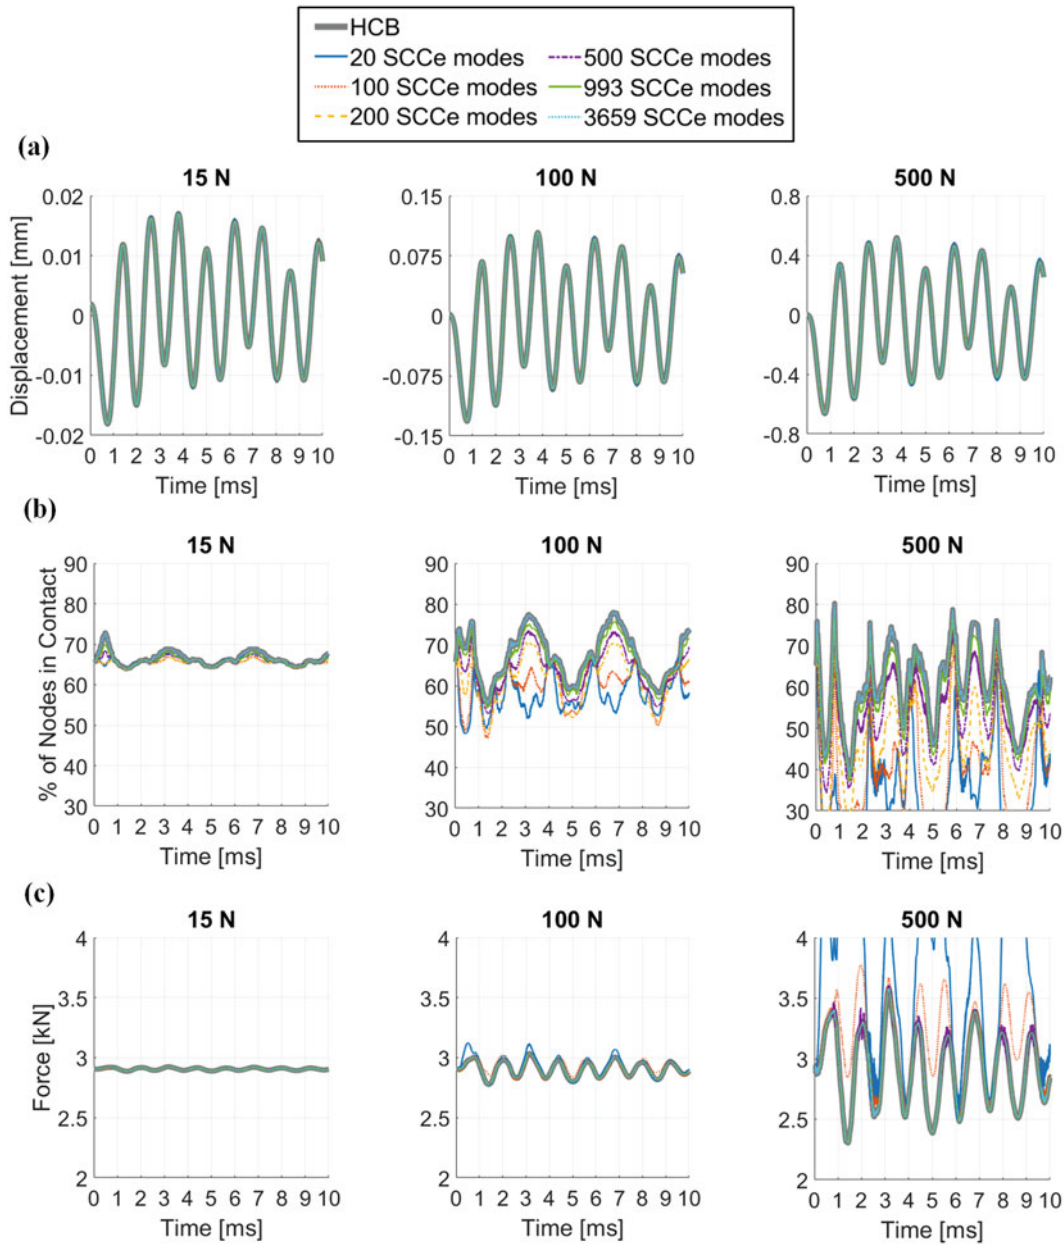 HCB
20 SCCe modes
500 SCCe modes
100 SCCe modes
993 SCCe modes
200 SCCe modes
3659 SCCe modes
(a)
15 N
100 N
500 N
Displacement [mm]
0.02
0.01
0
-0.01
-0.02
0 1 2 3 4 5 6 7 8 9 10
Time [ms]
0.15
0.075
0
-0.075
-0.15
0 1 2 3 4 5 6 7 8 9 10
Time [ms]
0.8
0.4
0
-0.4
-0.8
0 1 2 3 4 5 6 7 8 9 10
Time [ms]
(b)
15 N
100 N
500 N
% of Nodes in Contact
90
80
70
60
50
40
30
0 1 2 3 4 5 6 7 8 9 10
Time [ms]
90
80
70
60
50
40
30
0 1 2 3 4 5 6 7 8 9 10
Time [ms]
90
80
70
60
50
40
30
0 1 2 3 4 5 6 7 8 9 10
Time [ms]
(c)
15 N
100 N
500 N
Force [kN]
4
3.5
3
2.5
2
0 1 2 3 4 5 6 7 8 9 10
Time [ms]
4
3.5
3
2.5
2
0 1 2 3 4 5 6 7 8 9 10
Time [ms]
4
3.5
3
2.5
2
0 1 2 3 4 5 6 7 8 9 10
Time [ms]